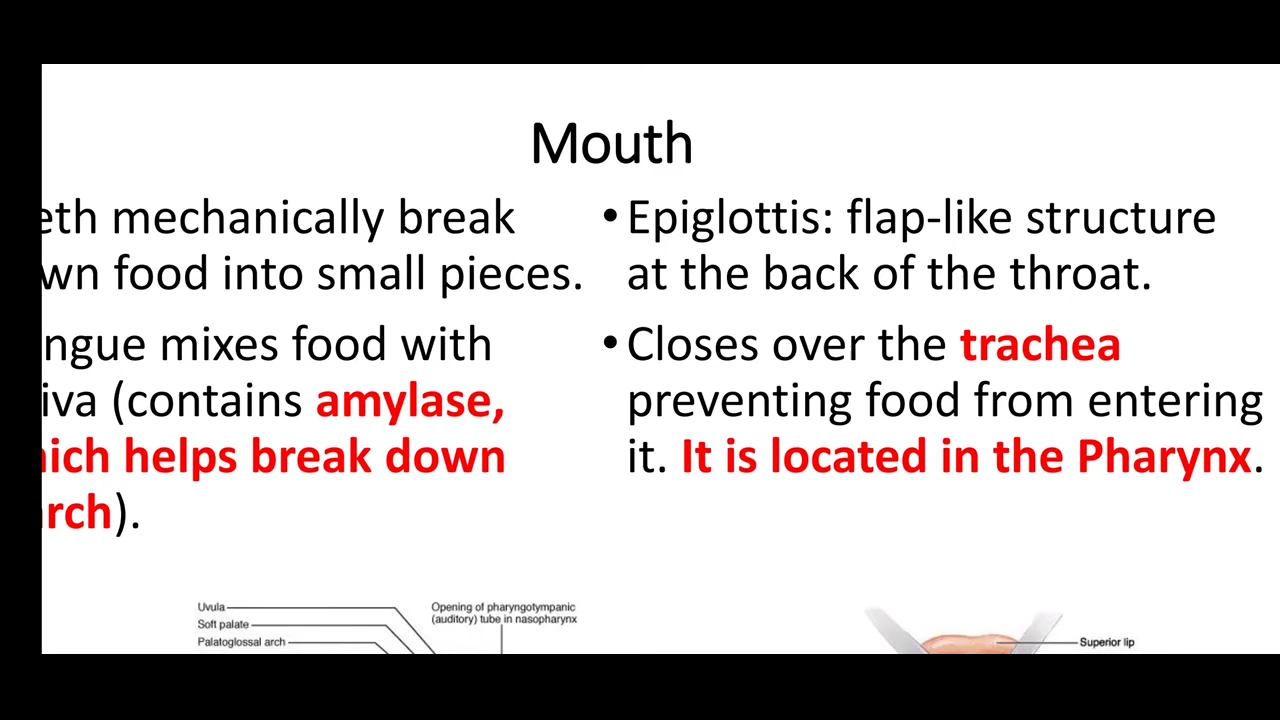 Mouth
eth mechanically break
wn food into small pieces.
ngue mixes food with
iva (contains amylase,
hich helps break down
rch).
• Epiglottis: flap-like structure
at the back of the throat.
• Closes over the trachea
preventing food from entering
it. It is located in the Pharynx.
Uvula
Soft palate
Palatoglossal arch
Opening of pharyngotympanic
(auditory) tube in nasopharynx
Superior lip